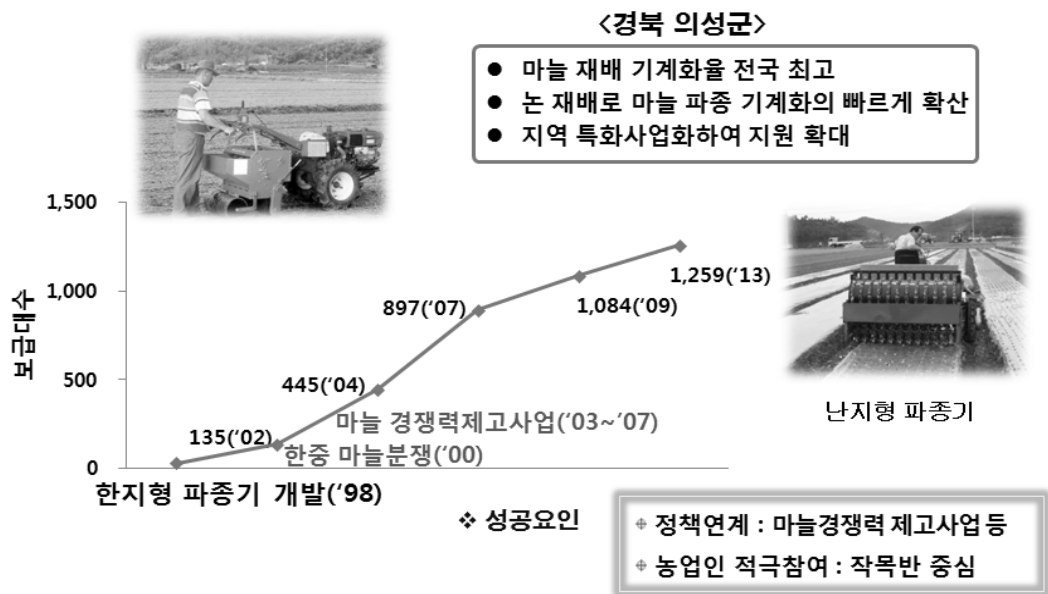 <경북 의성군>
● 마늘 재배 기계화율 전국 최고
● 논 재배로 마늘 파종 기계화의 빠르게 확산
● 지역 특화사업화하여 지원 확대
1,500
1,000
500
0
보급대수
135(‘02)
445(‘04)
897(‘07)
1,084(‘09)
1,259(‘13)
마늘 경쟁력제고사업(‘03~’07)
한중 마늘분쟁(‘00)
한지형 파종기 개발(‘98)
난지형 파종기
❖ 성공요인
정책연계 : 마늘경쟁력 제고사업 등
농업인 적극참여 : 작목반 중심